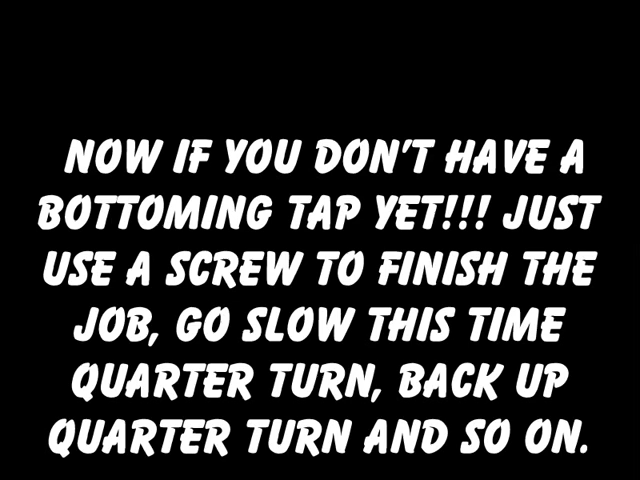 NOW IF YOU DON'T HAVE A
BOTTOMING TAP YET!!! JUST
USE A SCREW TO FINISH THE
JOB, GO SLOW THIS TIME
QUARTER TURN, BACK UP
QUARTER TURN AND SO ON.